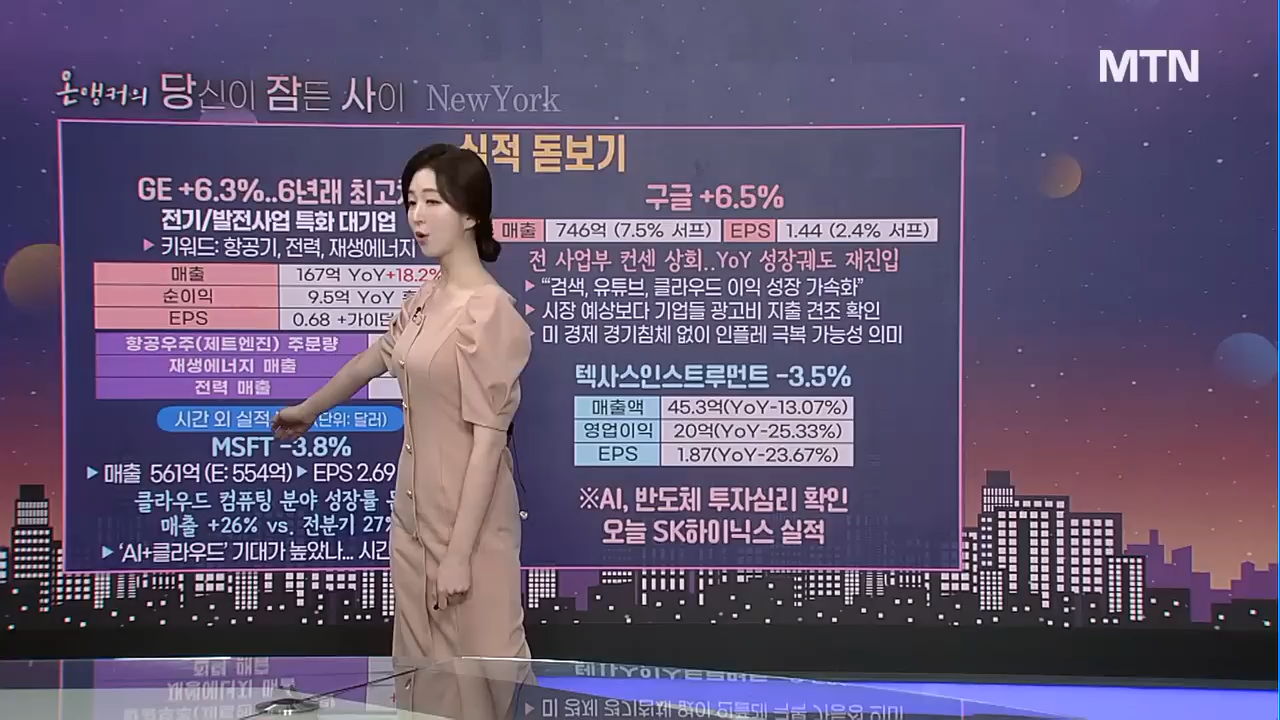 MTN
온앵커의 당신이 잠든 사이 NewYork
실적 돋보기
GE +6.3%..6년래 최고
전기/발전사업 특화 대기업
▶ 키워드: 항공기, 전력, 재생에너지
매출 167억 YoY+18.2%
순이익 9.5억 YoY
EPS 0.68 +가이던
항공우주(제트엔진) 주문량
재생에너지 매출
전력 매출
시간 외 실적 (단위: 달러)
MSFT -3.8%
▶ 매출 561억 (E: 554억) ▶ EPS 2.69
클라우드 컴퓨팅 분야 성장률
매출 +26% vs. 전분기 27%
▶ 'AI+클라우드' 기대가 높았나... 시간
구글 +6.5%
매출 746억 (7.5% 서프) EPS 1.44 (2.4% 서프)
전 사업부 컨센 상회..YoY 성장궤도 재진입
▶ "'검색, 유튜브, 클라우드 이익 성장 가속화"
▶ 시장 예상보다 기업들 광고비 지출 견조 확인
▶ 미 경제 경기침체 없이 인플레 극복 가능성 의미
텍사스인스트루먼트 -3.5%
매출액 45.3억(YoY-13.07%)
영업이익 20억(YoY-25.33%)
EPS 1.87(YoY-23.67%)
※AI, 반도체 투자심리 확인
오늘 SK하이닉스 실적